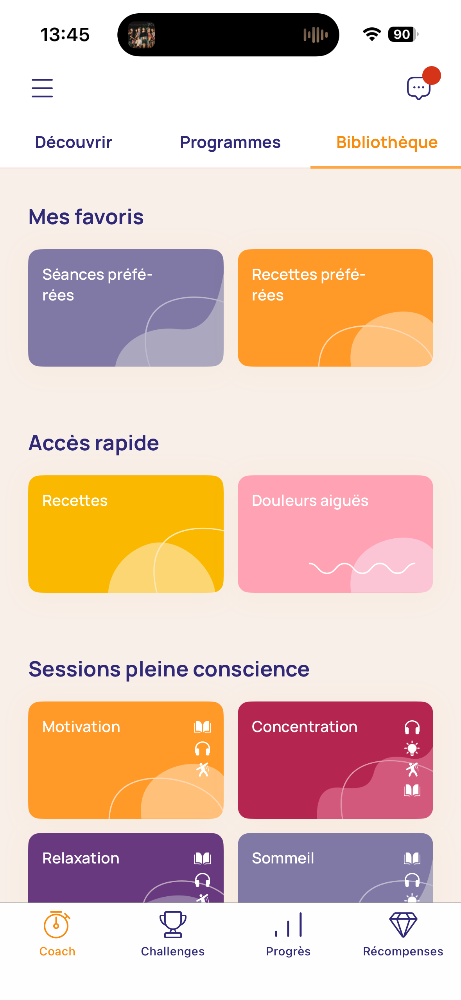 13:45
90
Découvrir
Programmes
Bibliothèque
Mes favoris
Séances préfé-
rées
Recettes préfé-
rées
Accès rapide
Recettes
Douleurs aiguës
Sessions pleine conscience
Motivation
Concentration
Relaxation
Sommeil
Coach
Challenges
Progrès
Récompenses